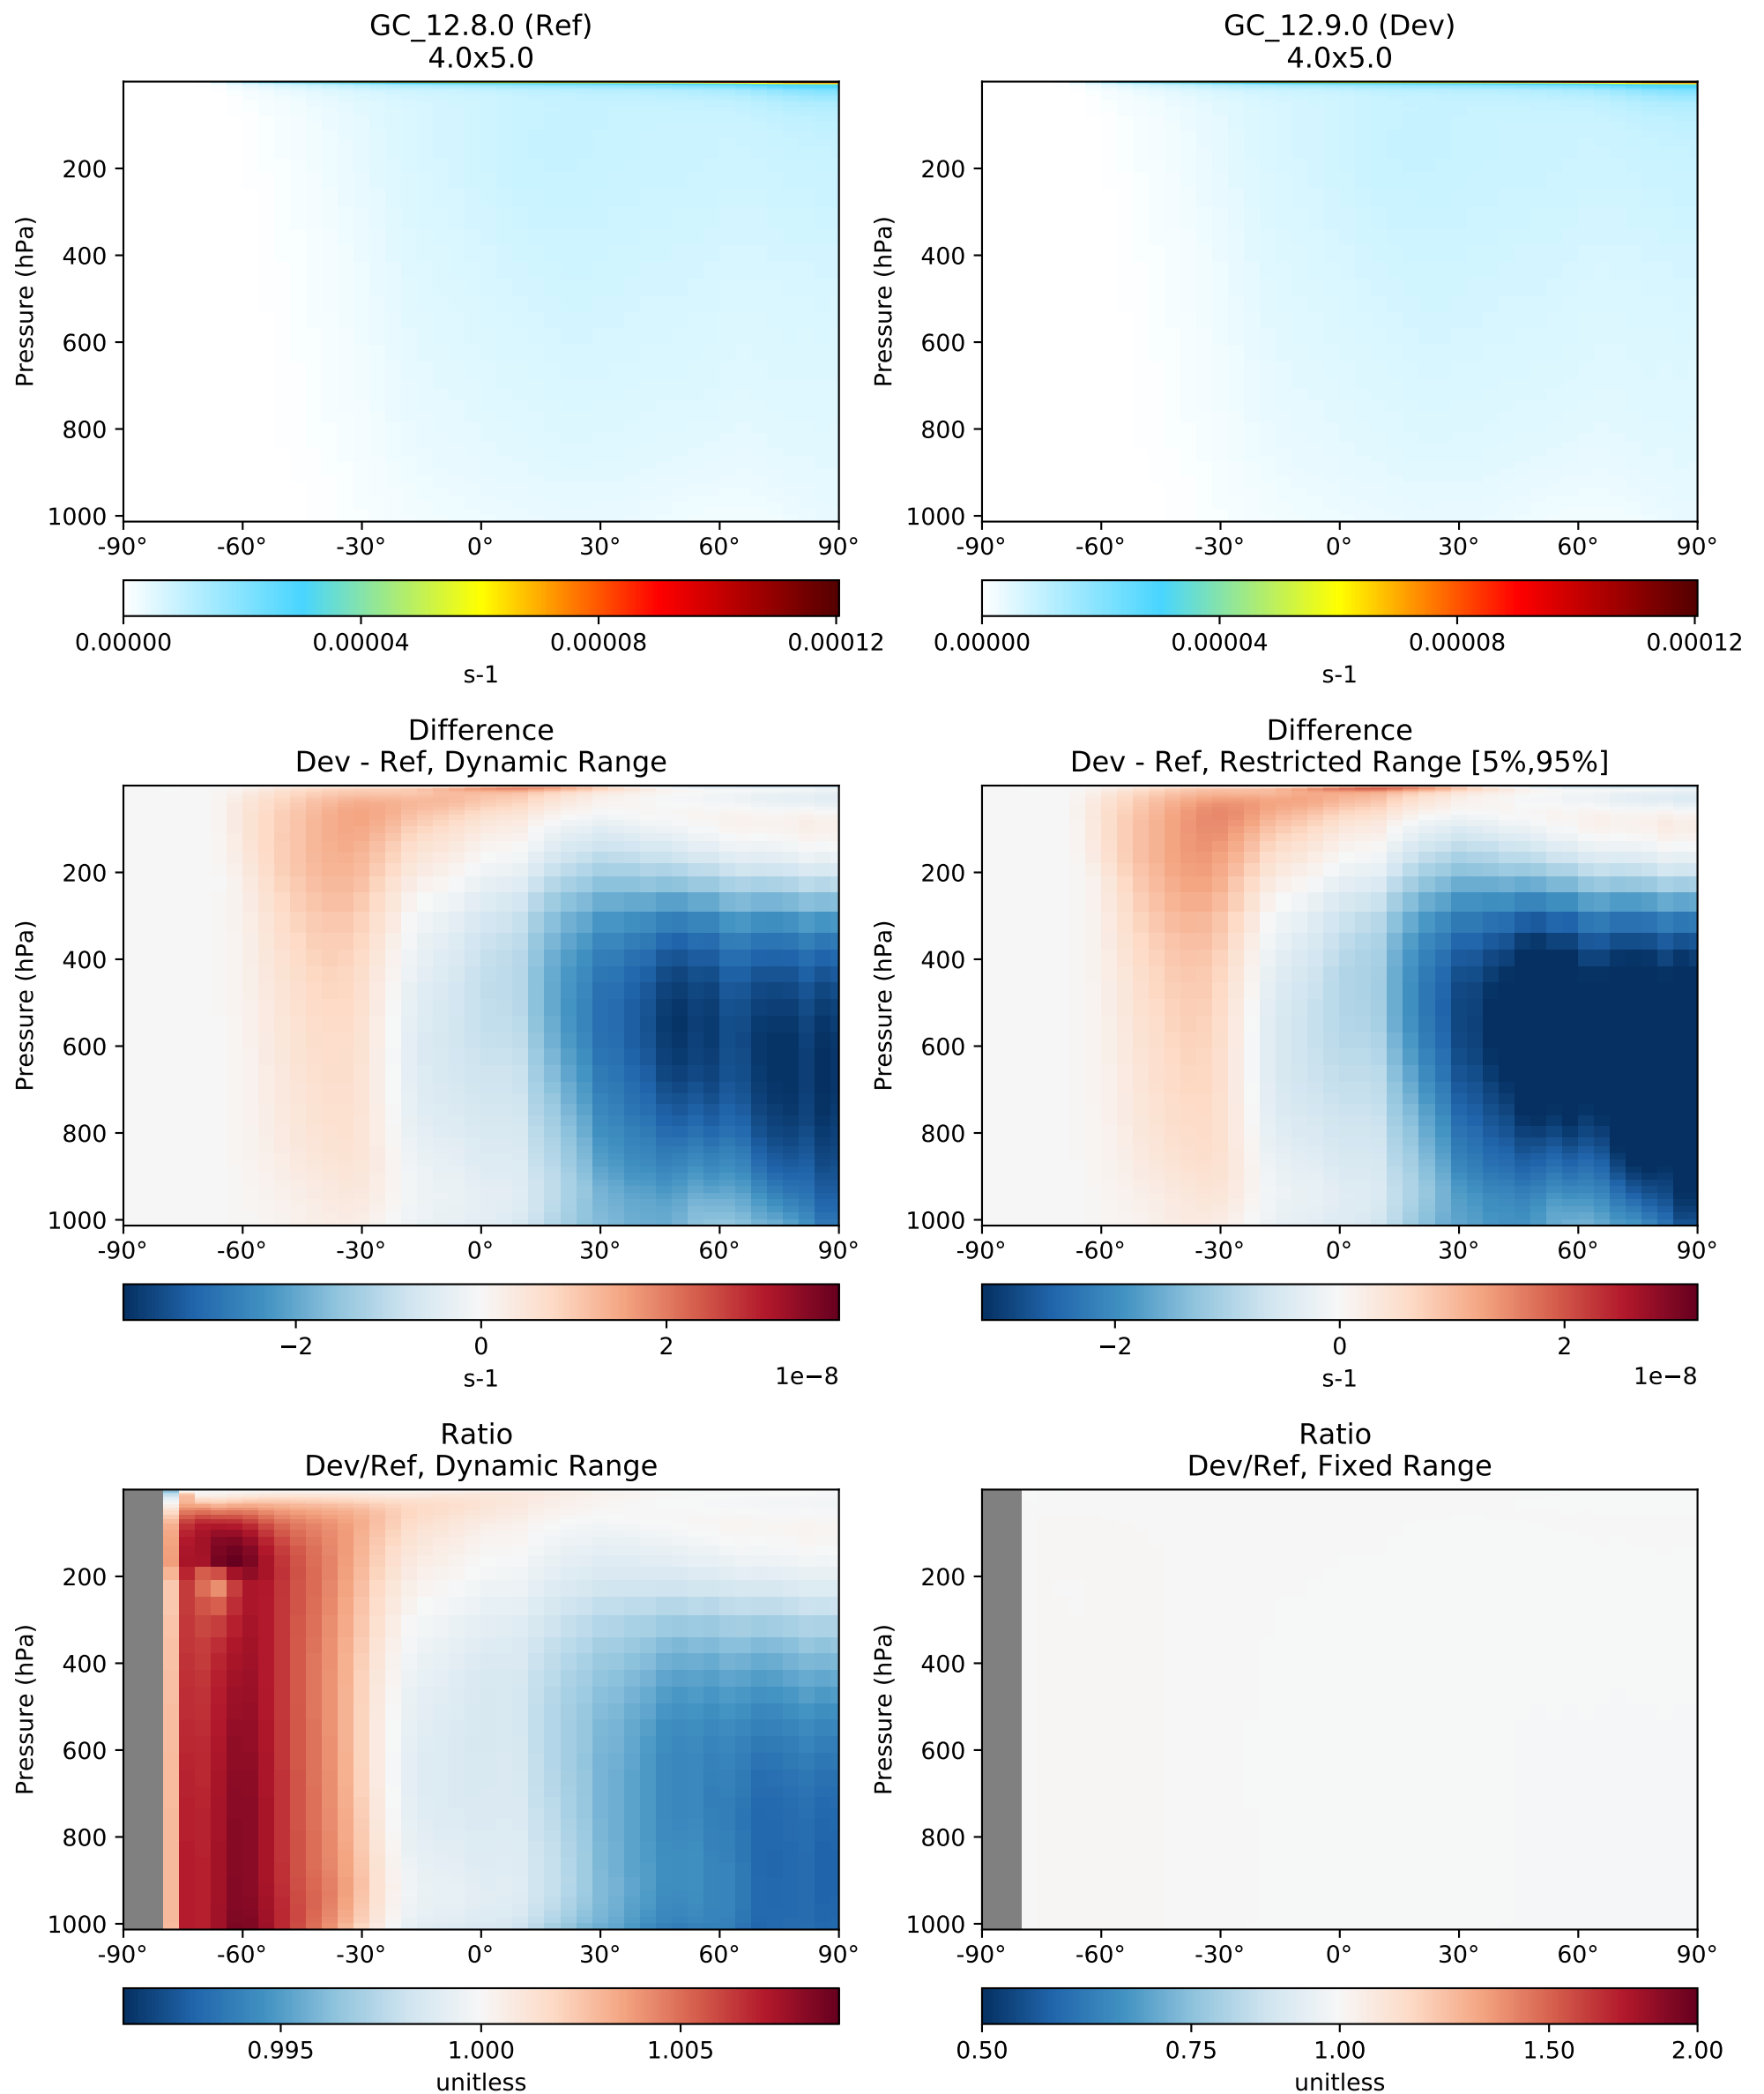 GC_12.8.0 (Ref)
4.0x5.0
Pressure (hPa)
200
400
600
800
1000
-90° -60° -30° 0° 30° 60° 90°
0.00000 0.00004 0.00008 0.00012
s-1
GC_12.9.0 (Dev)
4.0x5.0
Pressure (hPa)
200
400
600
800
1000
-90° -60° -30° 0° 30° 60° 90°
0.00000 0.00004 0.00008 0.00012
s-1
Difference
Dev - Ref, Dynamic Range
Pressure (hPa)
200
400
600
800
1000
-90° -60° -30° 0° 30° 60° 90°
−2 0 2
s-1
1e−8
Difference
Dev - Ref, Restricted Range [5%,95%]
Pressure (hPa)
200
400
600
800
1000
-90° -60° -30° 0° 30° 60° 90°
−2 0 2
s-1
1e−8
Ratio
Dev/Ref, Dynamic Range
Pressure (hPa)
200
400
600
800
1000
-90° -60° -30° 0° 30° 60° 90°
0.995 1.000 1.005
unitless
Ratio
Dev/Ref, Fixed Range
Pressure (hPa)
200
400
600
800
1000
-90° -60° -30° 0° 30° 60° 90°
0.50 0.75 1.00 1.50 2.00
unitless